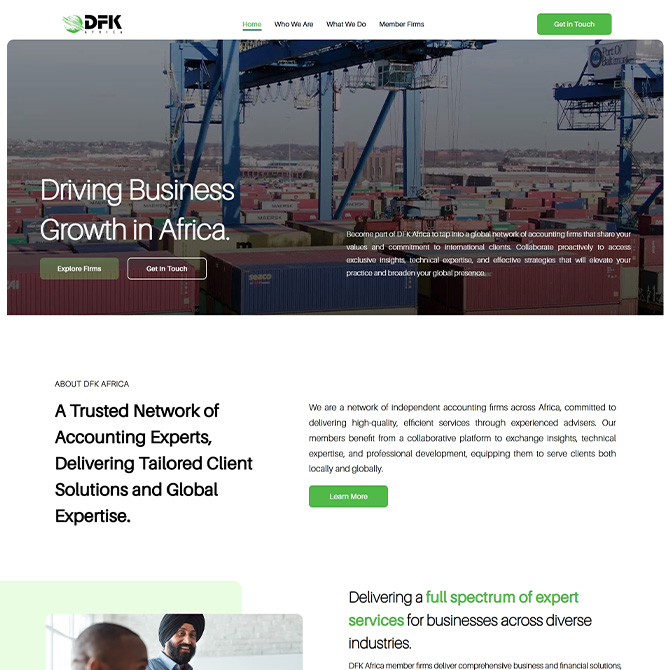 DFK
AFRICA
Home Who We Are What We Do Member Firms Get in Touch
Port Of
Baltimore
Driving Business
Growth in Africa.
Become part of DFK Africa to tap into a global network of accounting firms that share your
values and commitment to international clients. Collaborate proactively to access
exclusive insights, technical expertise, and effective strategies that will elevate your
practice and broaden your global presence.
Explore Firms Get In Touch
seaco
ABOUT DFK AFRICA
A Trusted Network of
Accounting Experts,
Delivering Tailored Client
Solutions and Global
Expertise.
We are a network of independent accounting firms across Africa, committed to
delivering high-quality, efficient services through experienced advisers. Our
members benefit from a collaborative platform to exchange insights, technical
expertise, and professional development, equipping them to serve clients both
locally and globally.
Learn More
Delivering a full spectrum of expert
services for businesses across diverse
industries.
DFK Africa member firms deliver comprehensive business and financial solutions,